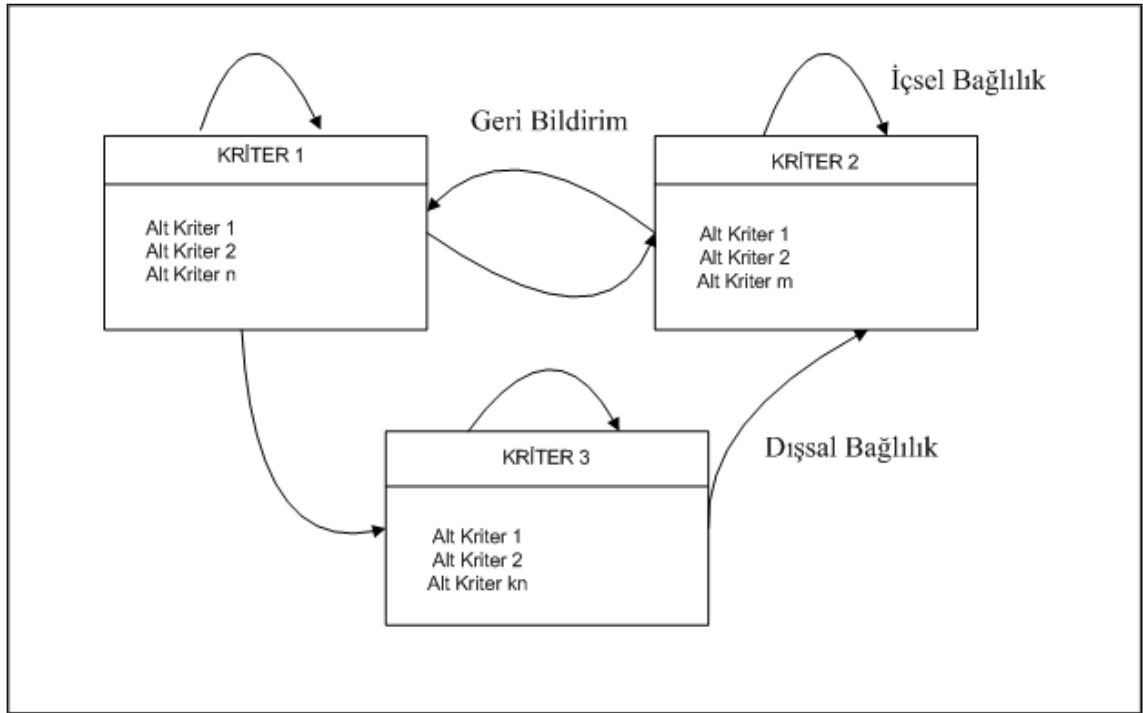 İçsel Bağlılık
Geri Bildirim
KRİTER 1
Alt Kriter 1
Alt Kriter 2
Alt Kriter n
KRİTER 2
Alt Kriter 1
Alt Kriter 2
Alt Kriter m
KRİTER 3
Alt Kriter 1
Alt Kriter 2
Alt Kriter kn
Dışsal Bağlılık